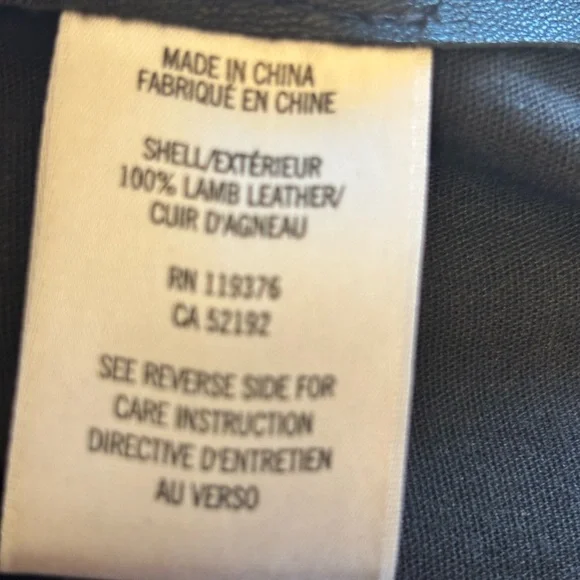 MADE IN CHINA
FABRIQUÉ EN CHINE
SHELL/EXTÉRIEUR
100% LAMB LEATHER/
CUIR D'AGNEAU
RN 119376
CA 52192
SEE REVERSE SIDE FOR
CARE INSTRUCTION
DIRECTIVE D'ENTRETIEN
AU VERSO